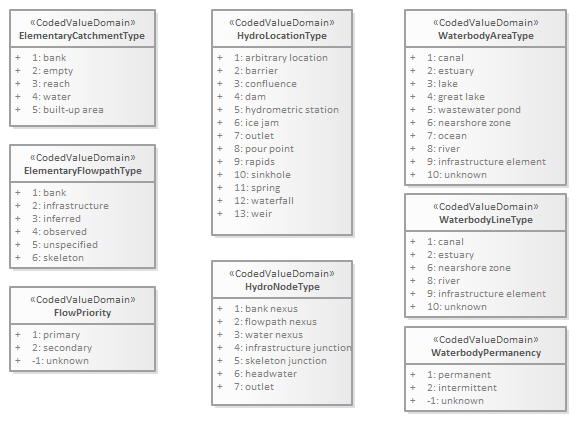 «CodedValueDomain»
ElementaryCatchmentType
+ 1: bank
+ 2: empty
+ 3: reach
+ 4: water
+ 5: built-up area
«CodedValueDomain»
ElementaryFlowpathType
+ 1: bank
+ 2: infrastructure
+ 3: inferred
+ 4: observed
+ 5: unspecified
+ 6: skeleton
«CodedValueDomain»
FlowPriority
+ 1: primary
+ 2: secondary
+ -1: unknown
«CodedValueDomain»
HydroLocationType
+ 1: arbitrary location
+ 2: barrier
+ 3: confluence
+ 4: dam
+ 5: hydrometric station
+ 6: ice jam
+ 7: outlet
+ 8: pour point
+ 9: rapids
+ 10: sinkhole
+ 11: spring
+ 12: waterfall
+ 13: weir
«CodedValueDomain»
HydroNodeType
+ 1: bank nexus
+ 2: flowpath nexus
+ 3: water nexus
+ 4: infrastructure junction
+ 5: skeleton junction
+ 6: headwater
+ 7: outlet
«CodedValueDomain»
WaterbodyAreaType
+ 1: canal
+ 2: estuary
+ 3: lake
+ 4: great lake
+ 5: wastewater pond
+ 6: nearshore zone
+ 7: ocean
+ 8: river
+ 9: infrastructure element
+ 10: unknown
«CodedValueDomain»
WaterbodyLineType
+ 1: canal
+ 2: estuary
+ 6: nearshore zone
+ 8: river
+ 9: infrastructure element
+ 10: unknown
«CodedValueDomain»
WaterbodyPermanency
+ 1: permanent
+ 2: intermittent
+ -1: unknown